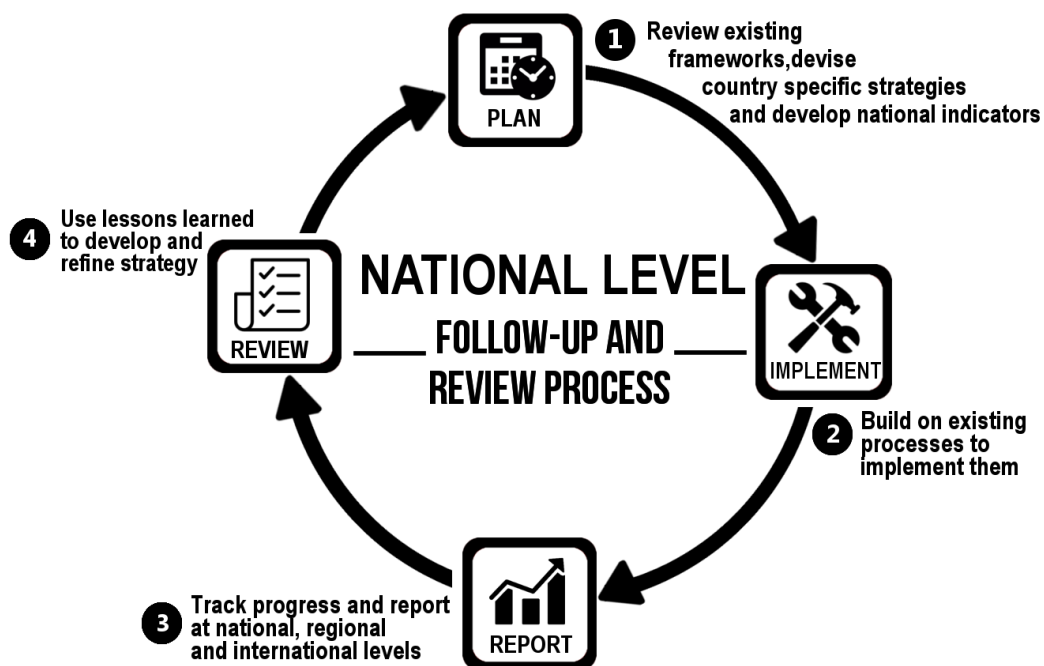 NATIONAL LEVEL
FOLLOW-UP AND
REVIEW PROCESS
PLAN
1
Review existing
frameworks,devise
country specific strategies
and develop national indicators
IMPLEMENT
2
Build on existing
processes to
implement them
REPORT
3
Track progress and report
at national, regional
and international levels
REVIEW
4
Use lessons learned
to develop and
refine strategy